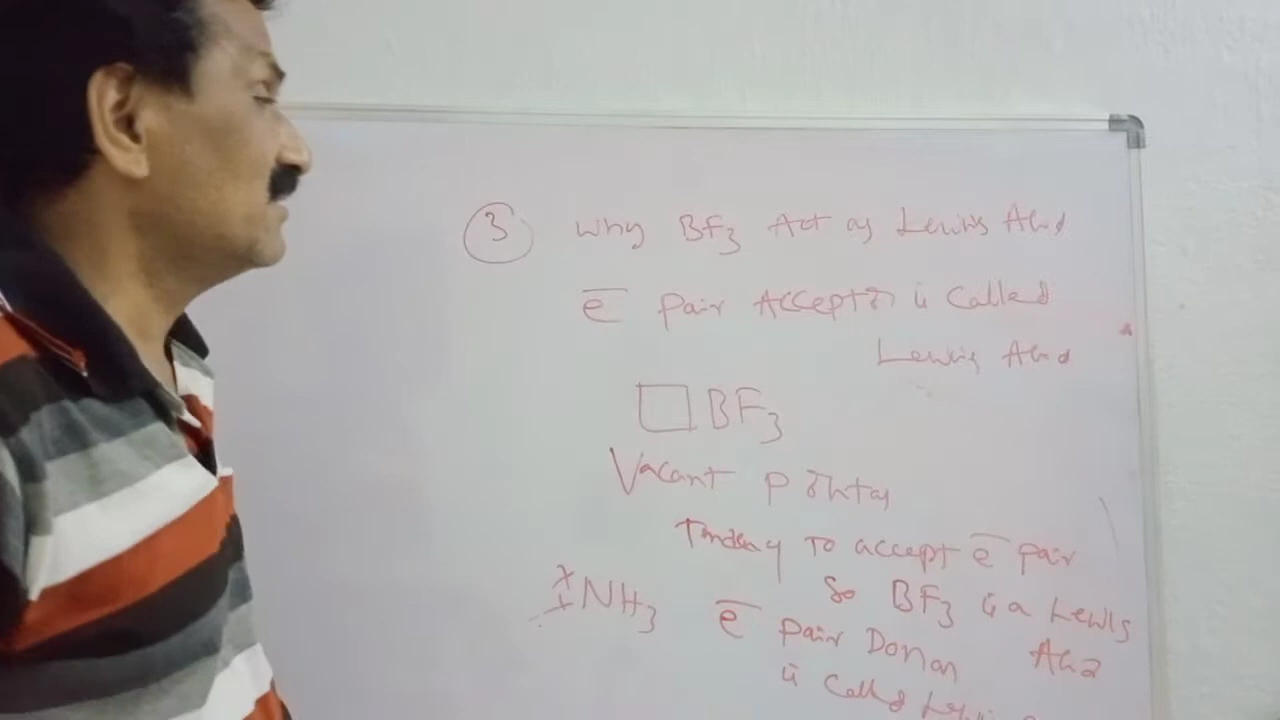 3 Why BF3 Act as Lewis Acid
e̅ pair Acceptor is called
Lewis Acid
BF3
Vacant p orbital
Tendency To accept e̅ pair
So BF3 is a Lewis
Acid
NH3 e̅ pair Donor
is called Lewis